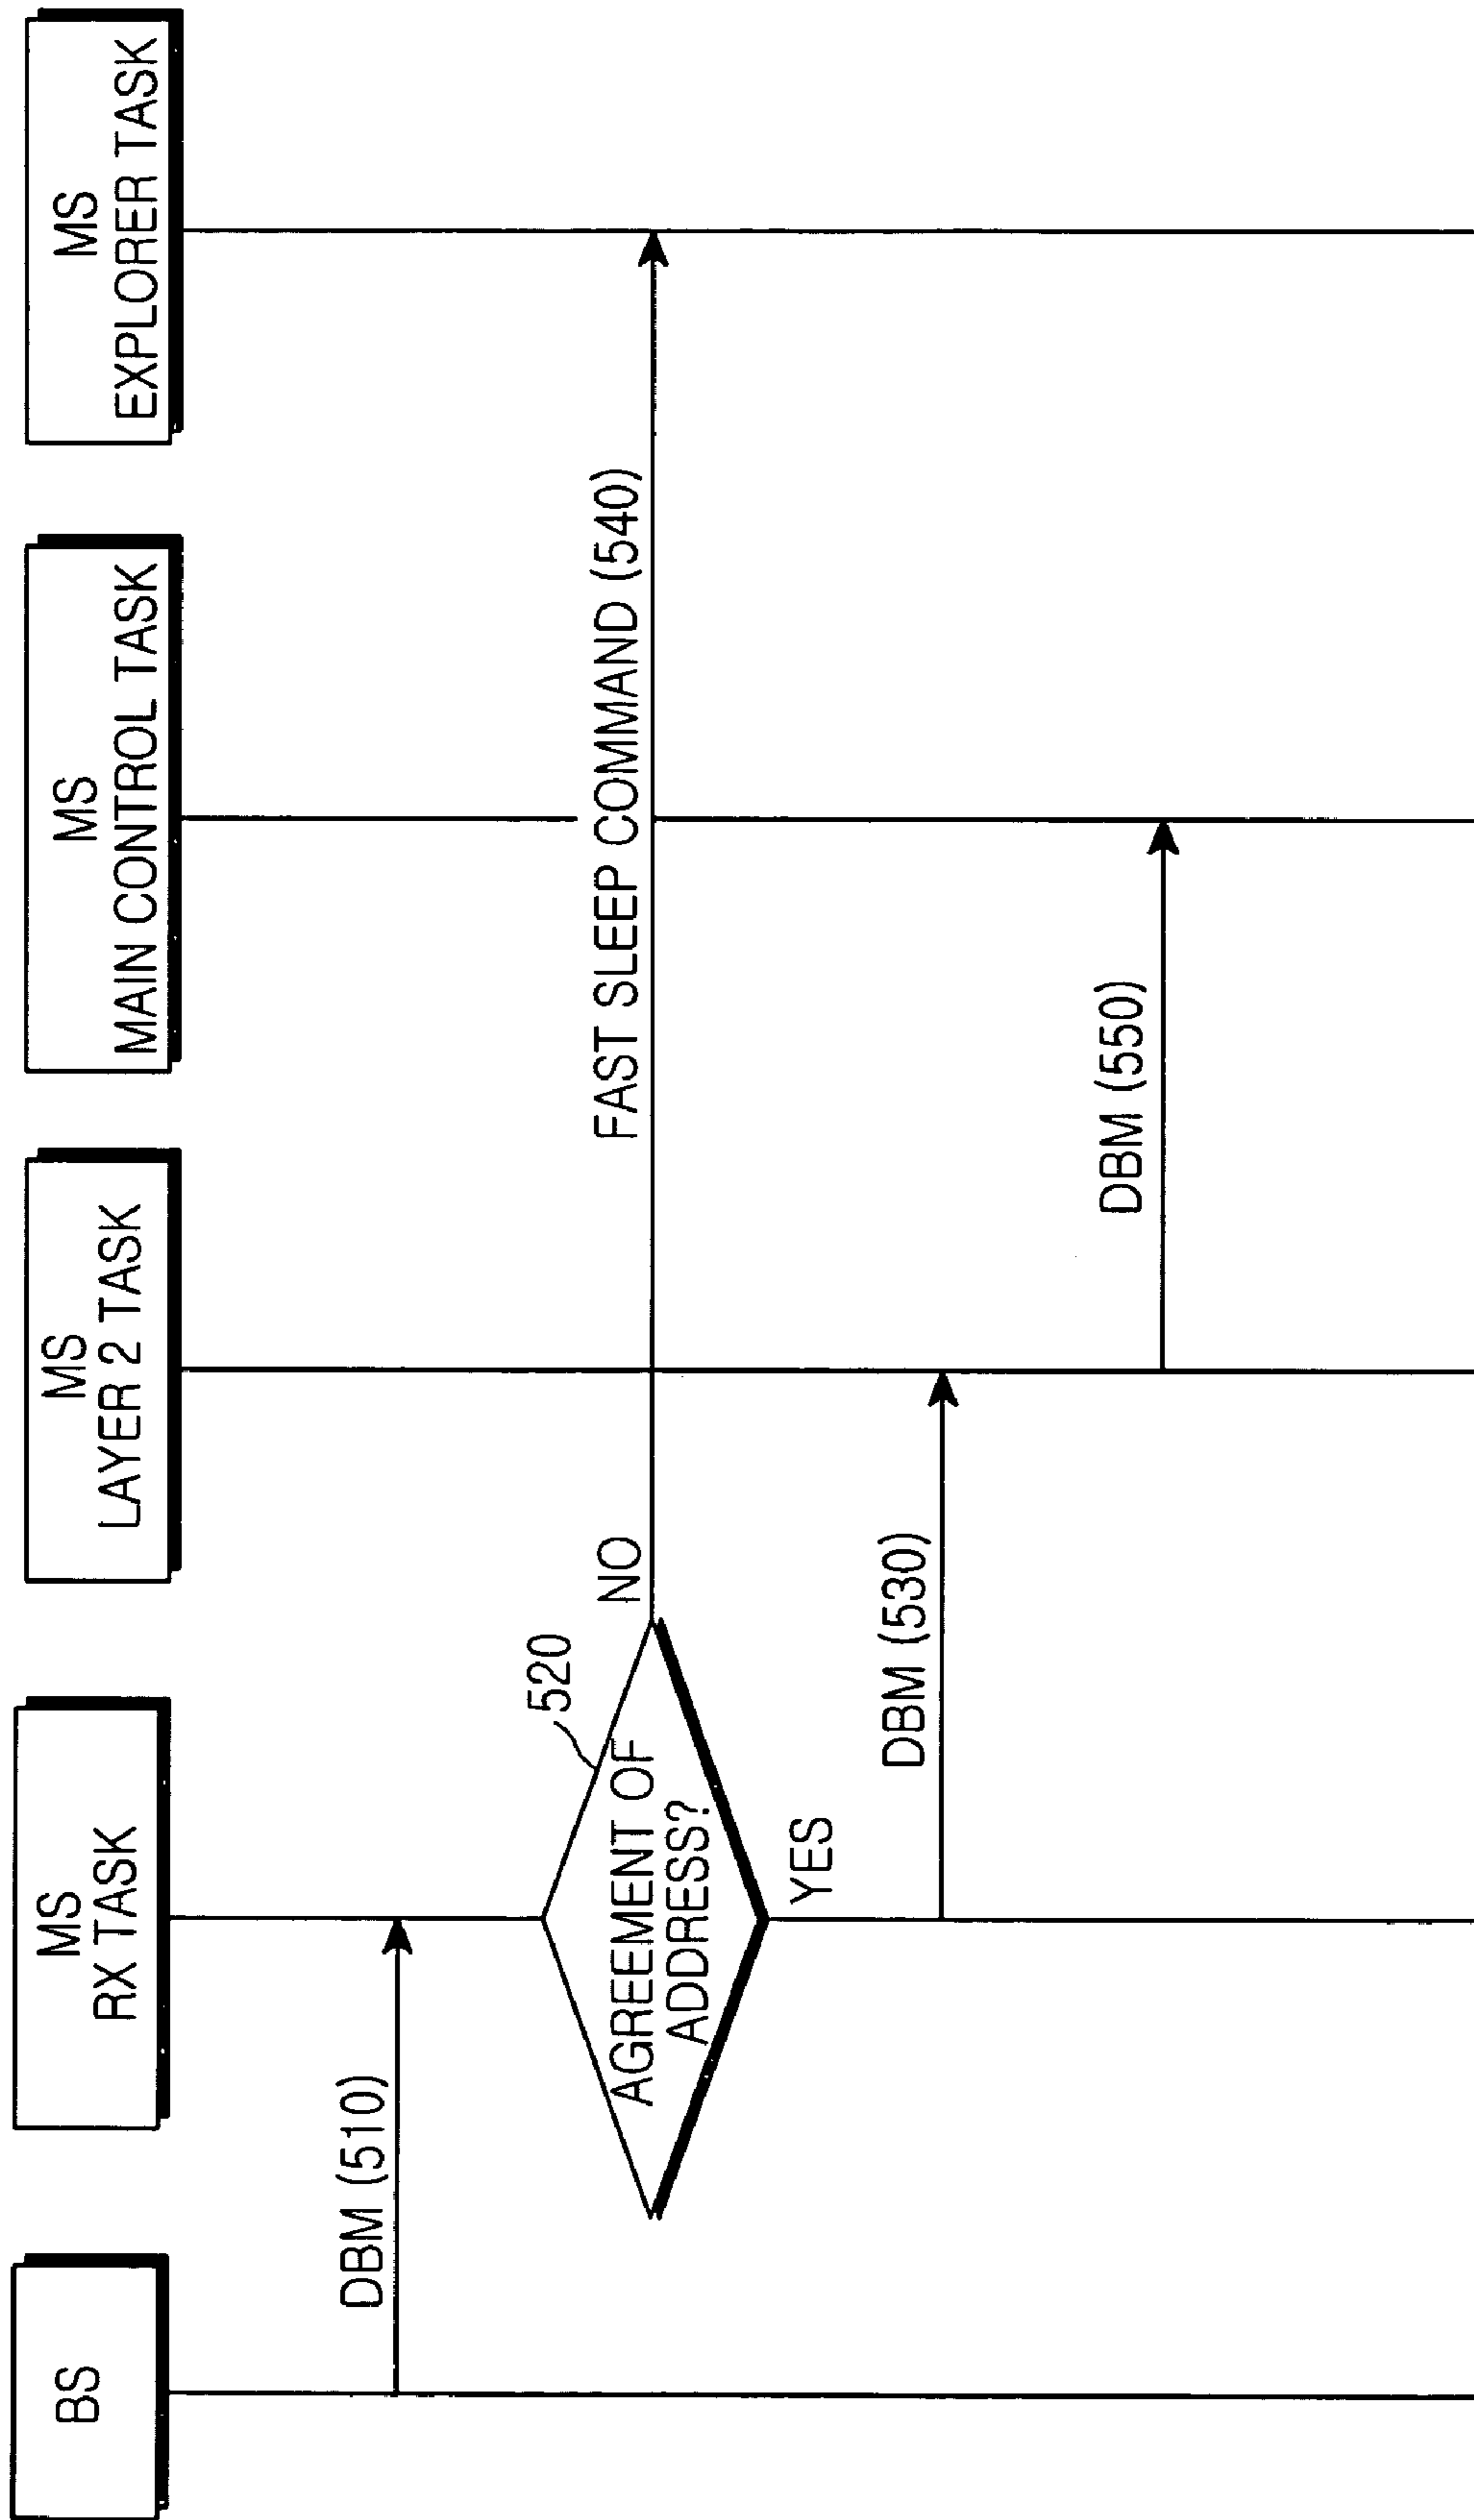 BS
MS
RX TASK
MS
LAYER 2 TASK
MS
MAIN CONTROL TASK
MS
EXPLORER TASK
DBM (510)
520
AGREEMENT OF
ADDRESS?
NO
FAST SLEEP COMMAND (540)
YES
DBM (530)
DBM (550)